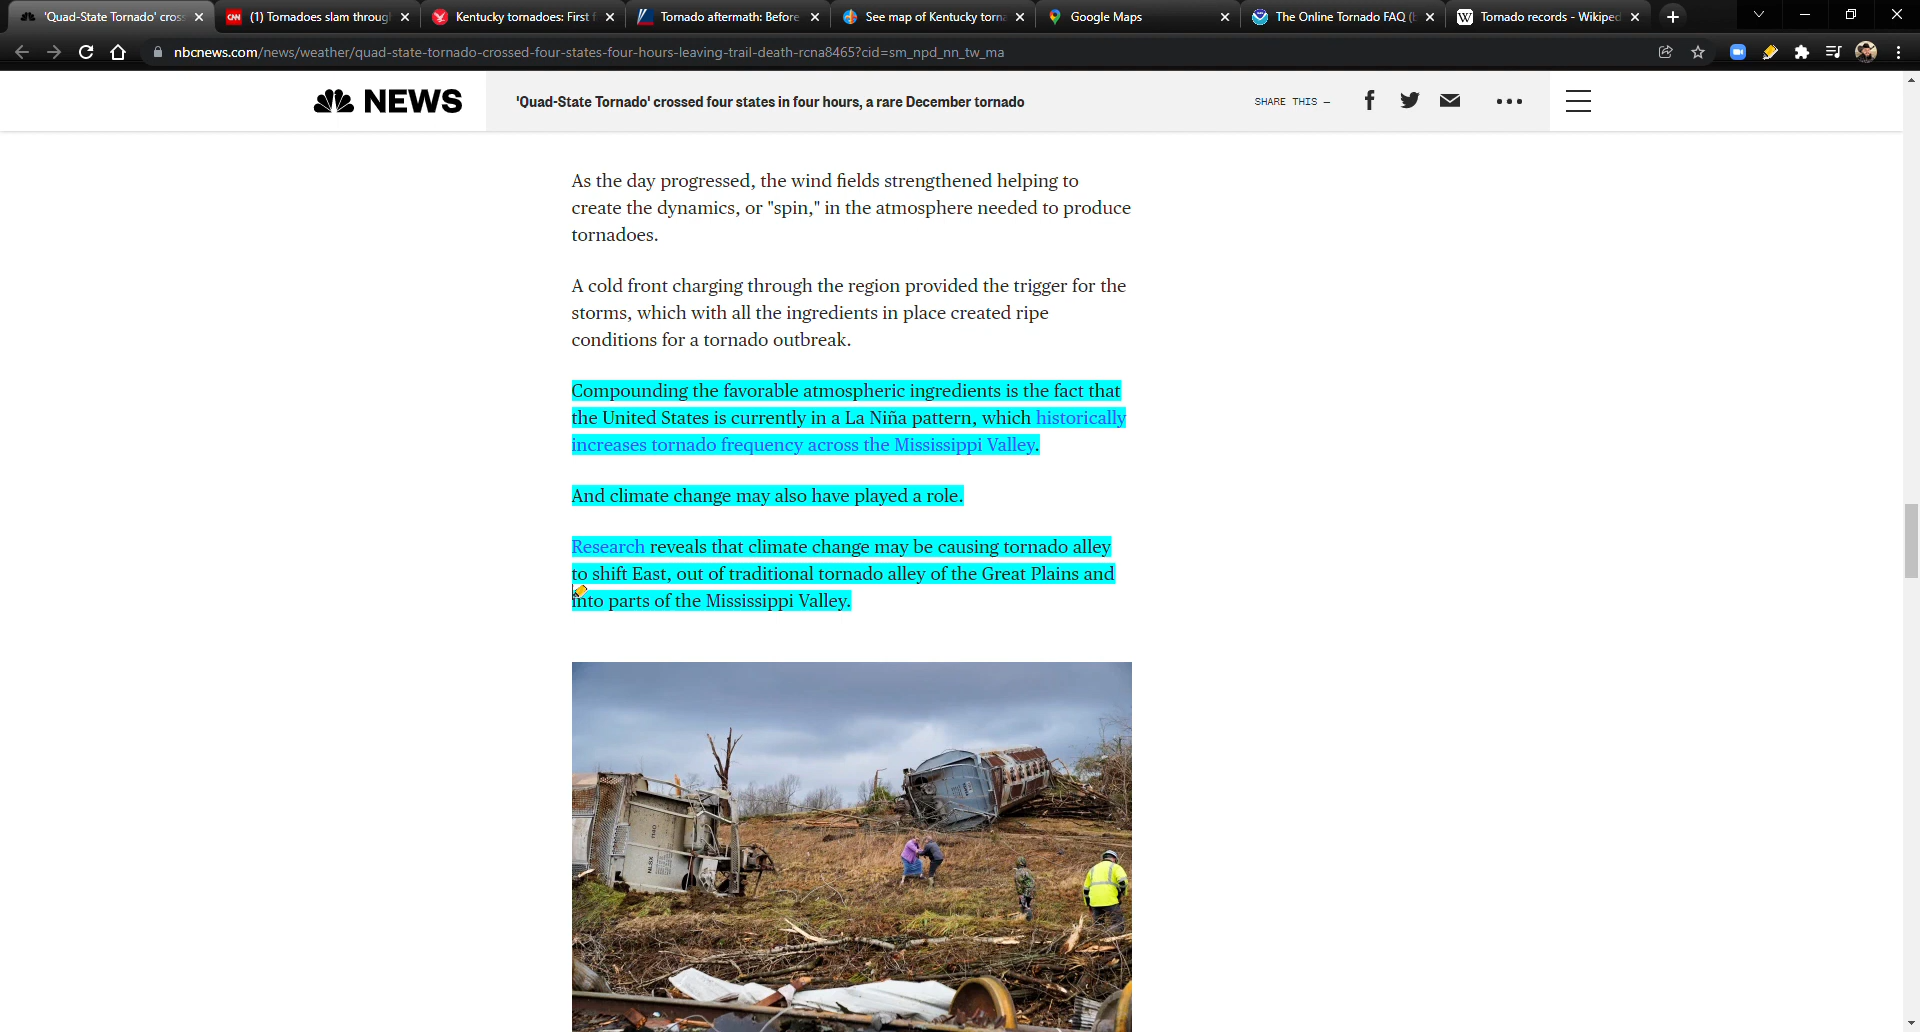 'Quad-State Tornado' cros
CNN (1) Tornadoes slam throug
Kentucky tornadoes: First f
Tornado aftermath: Before
See map of Kentucky torna
Google Maps
The Online Tornado FAQ (
W Tornado records - Wikiped
nbcnews.com/news/weather/quad-state-tornado-crossed-four-states-four-hours-leaving-trail-death-rcna8465?cid=sm_npd_nn_tw_ma
NEWS
'Quad-State Tornado' crossed four states in four hours, a rare December tornado
SHARE THIS —
As the day progressed, the wind fields strengthened helping to
create the dynamics, or "spin," in the atmosphere needed to produce
tornadoes.
A cold front charging through the region provided the trigger for the
storms, which with all the ingredients in place created ripe
conditions for a tornado outbreak.
Compounding the favorable atmospheric ingredients is the fact that
the United States is currently in a La Niña pattern, which historically
increases tornado frequency across the Mississippi Valley.
And climate change may also have played a role.
Research reveals that climate change may be causing tornado alley
to shift East, out of traditional tornado alley of the Great Plains and
into parts of the Mississippi Valley.
NLSX